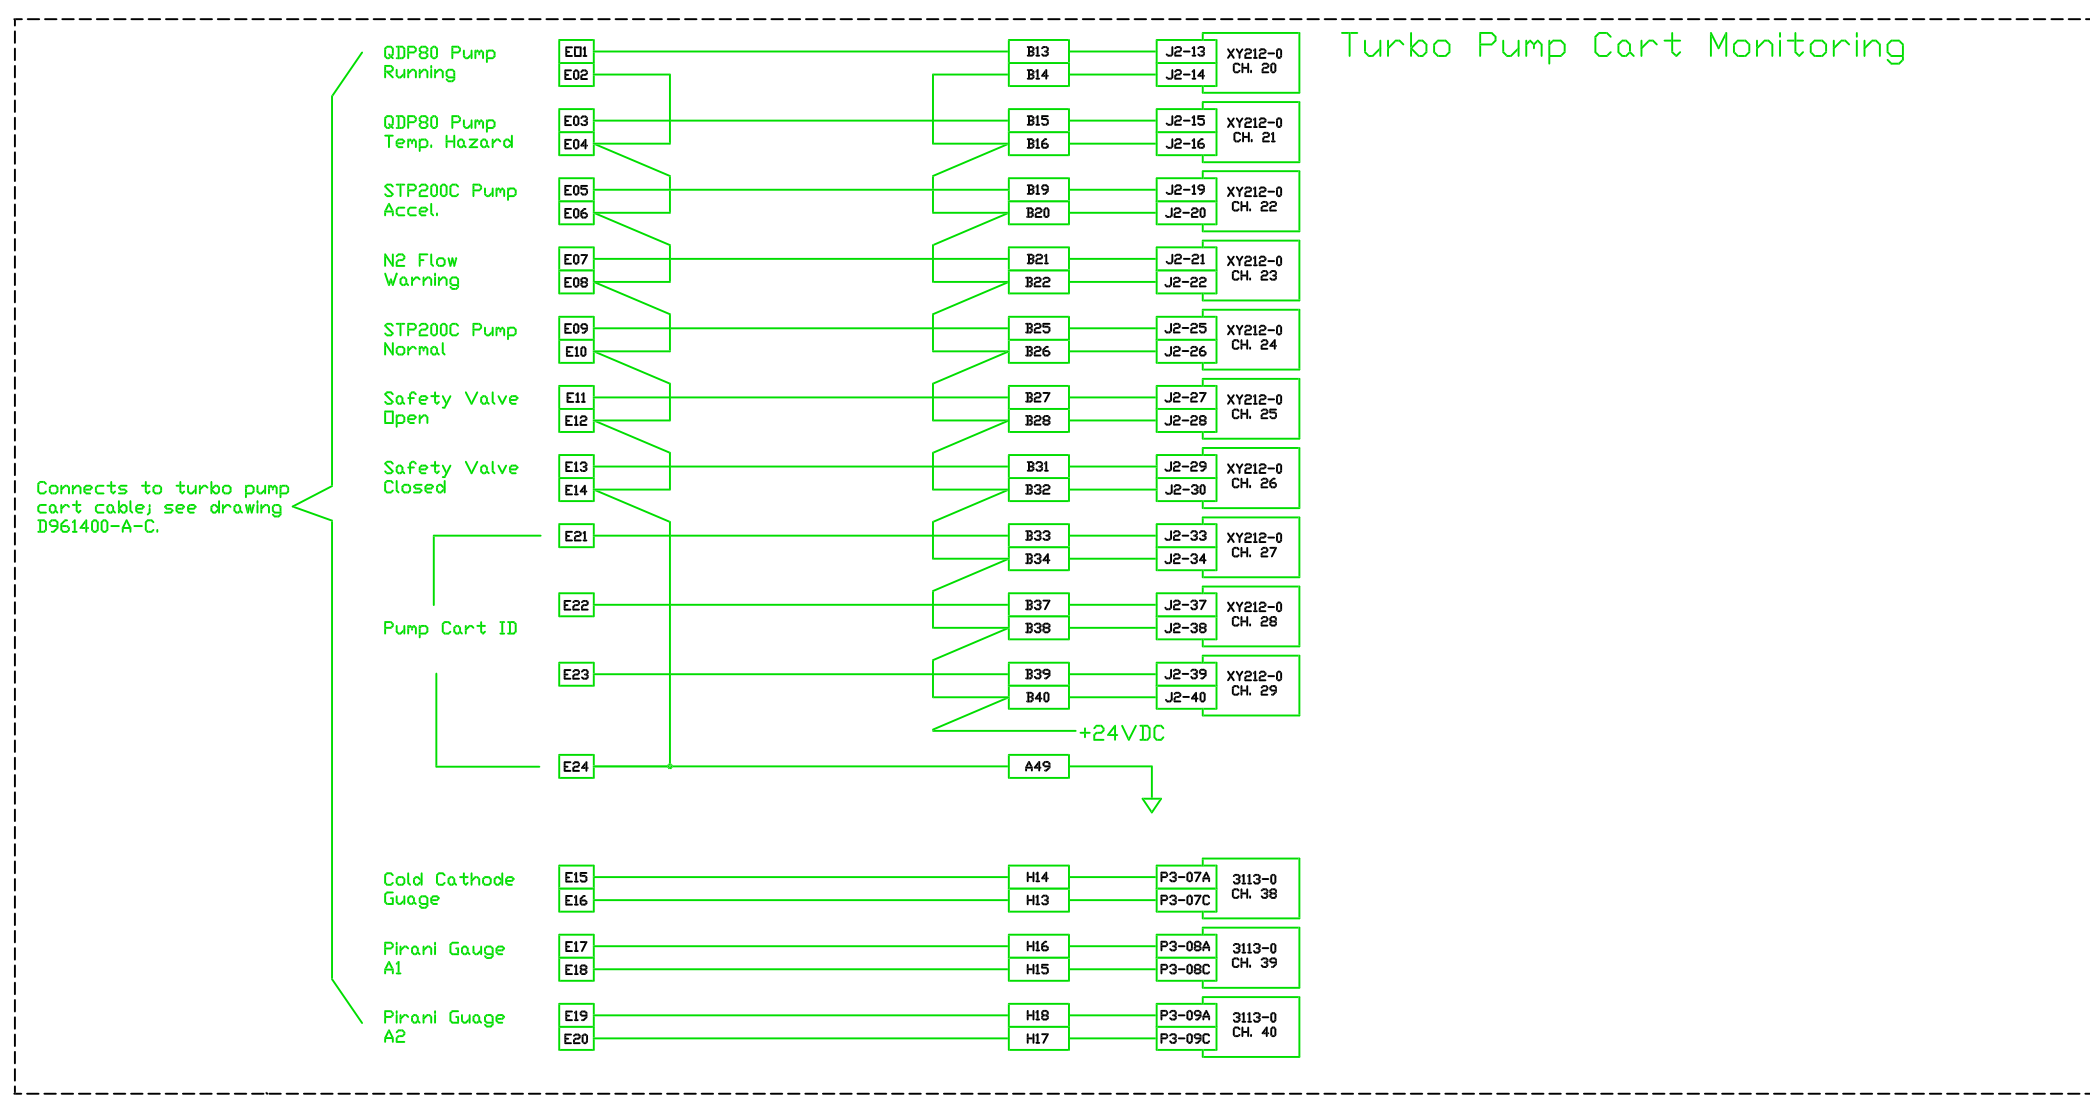 Turbo Pump Cart Monitoring
QDP80 Pump
Running
E01
E02
B13
B14
J2-13
J2-14
XY212-0
CH. 20
QDP80 Pump
Temp. Hazard
E03
E04
B15
B16
J2-15
J2-16
XY212-0
CH. 21
STP200C Pump
Accel.
E05
E06
B19
B20
J2-19
J2-20
XY212-0
CH. 22
N2 Flow
Warning
E07
E08
B21
B22
J2-21
J2-22
XY212-0
CH. 23
STP200C Pump
Normal
E09
E10
B25
B26
J2-25
J2-26
XY212-0
CH. 24
Safety Valve
Open
E11
E12
B27
B28
J2-27
J2-28
XY212-0
CH. 25
Safety Valve
Closed
E13
E14
B31
B32
J2-29
J2-30
XY212-0
CH. 26
Connects to turbo pump
cart cable; see drawing
D961400-A-C.
E21
B33
B34
J2-33
J2-34
XY212-0
CH. 27
Pump Cart ID
E22
B37
B38
J2-37
J2-38
XY212-0
CH. 28
E23
B39
B40
J2-39
J2-40
XY212-0
CH. 29
+24VDC
E24
A49
Cold Cathode
Guage
E15
E16
H14
H13
P3-07A
P3-07C
3113-0
CH. 38
Pirani Gauge
A1
E17
E18
H16
H15
P3-08A
P3-08C
3113-0
CH. 39
Pirani Guage
A2
E19
E20
H18
H17
P3-09A
P3-09C
3113-0
CH. 40